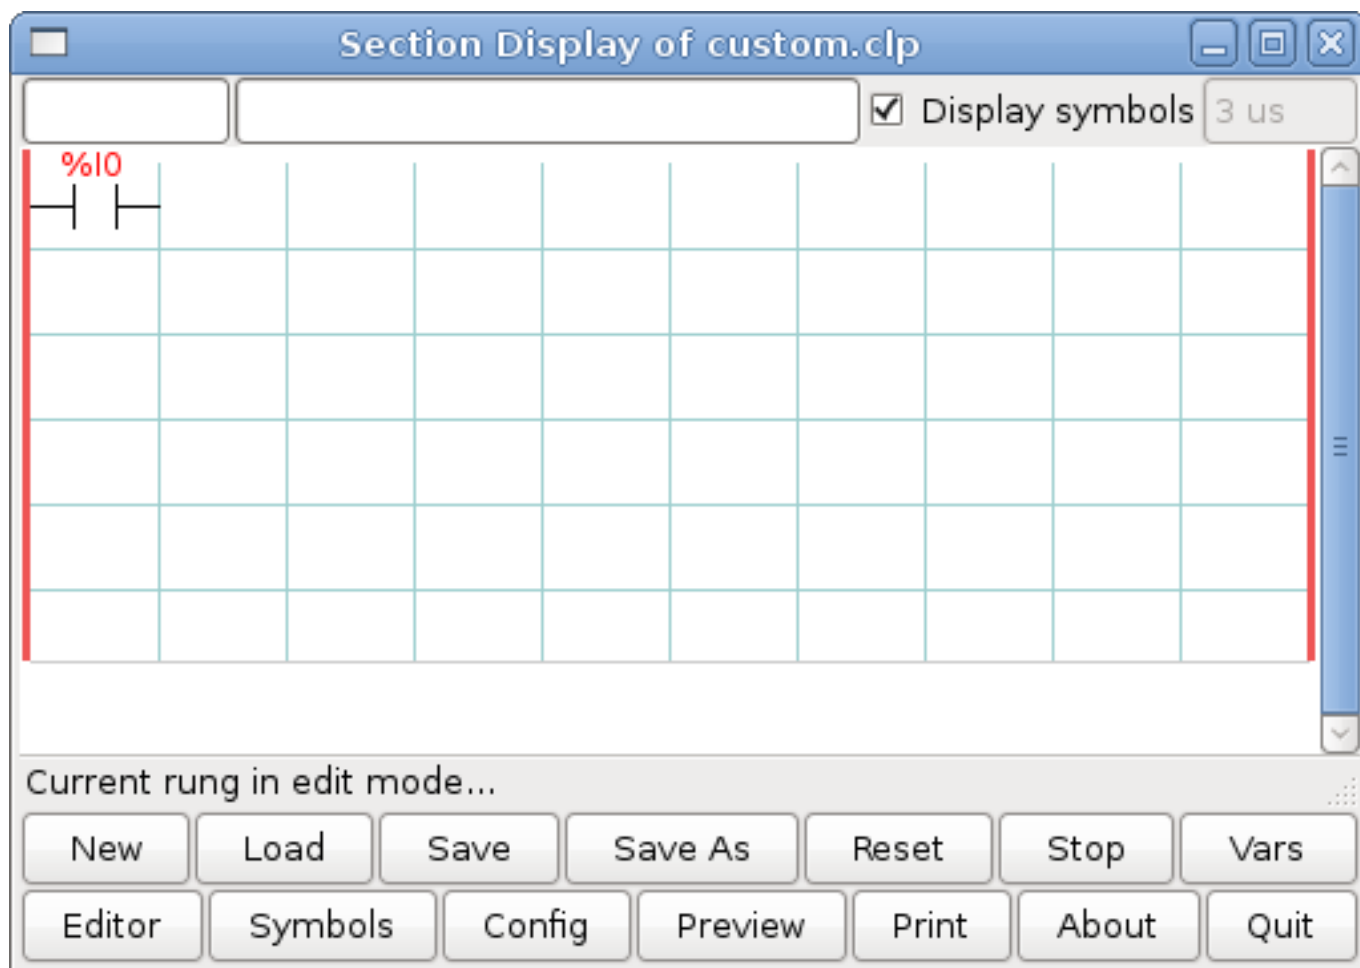 Section Display of custom.clp
Display symbols 3 us
%I0
Current rung in edit mode...
New Load Save Save As Reset Stop Vars
Editor Symbols Config Preview Print About Quit